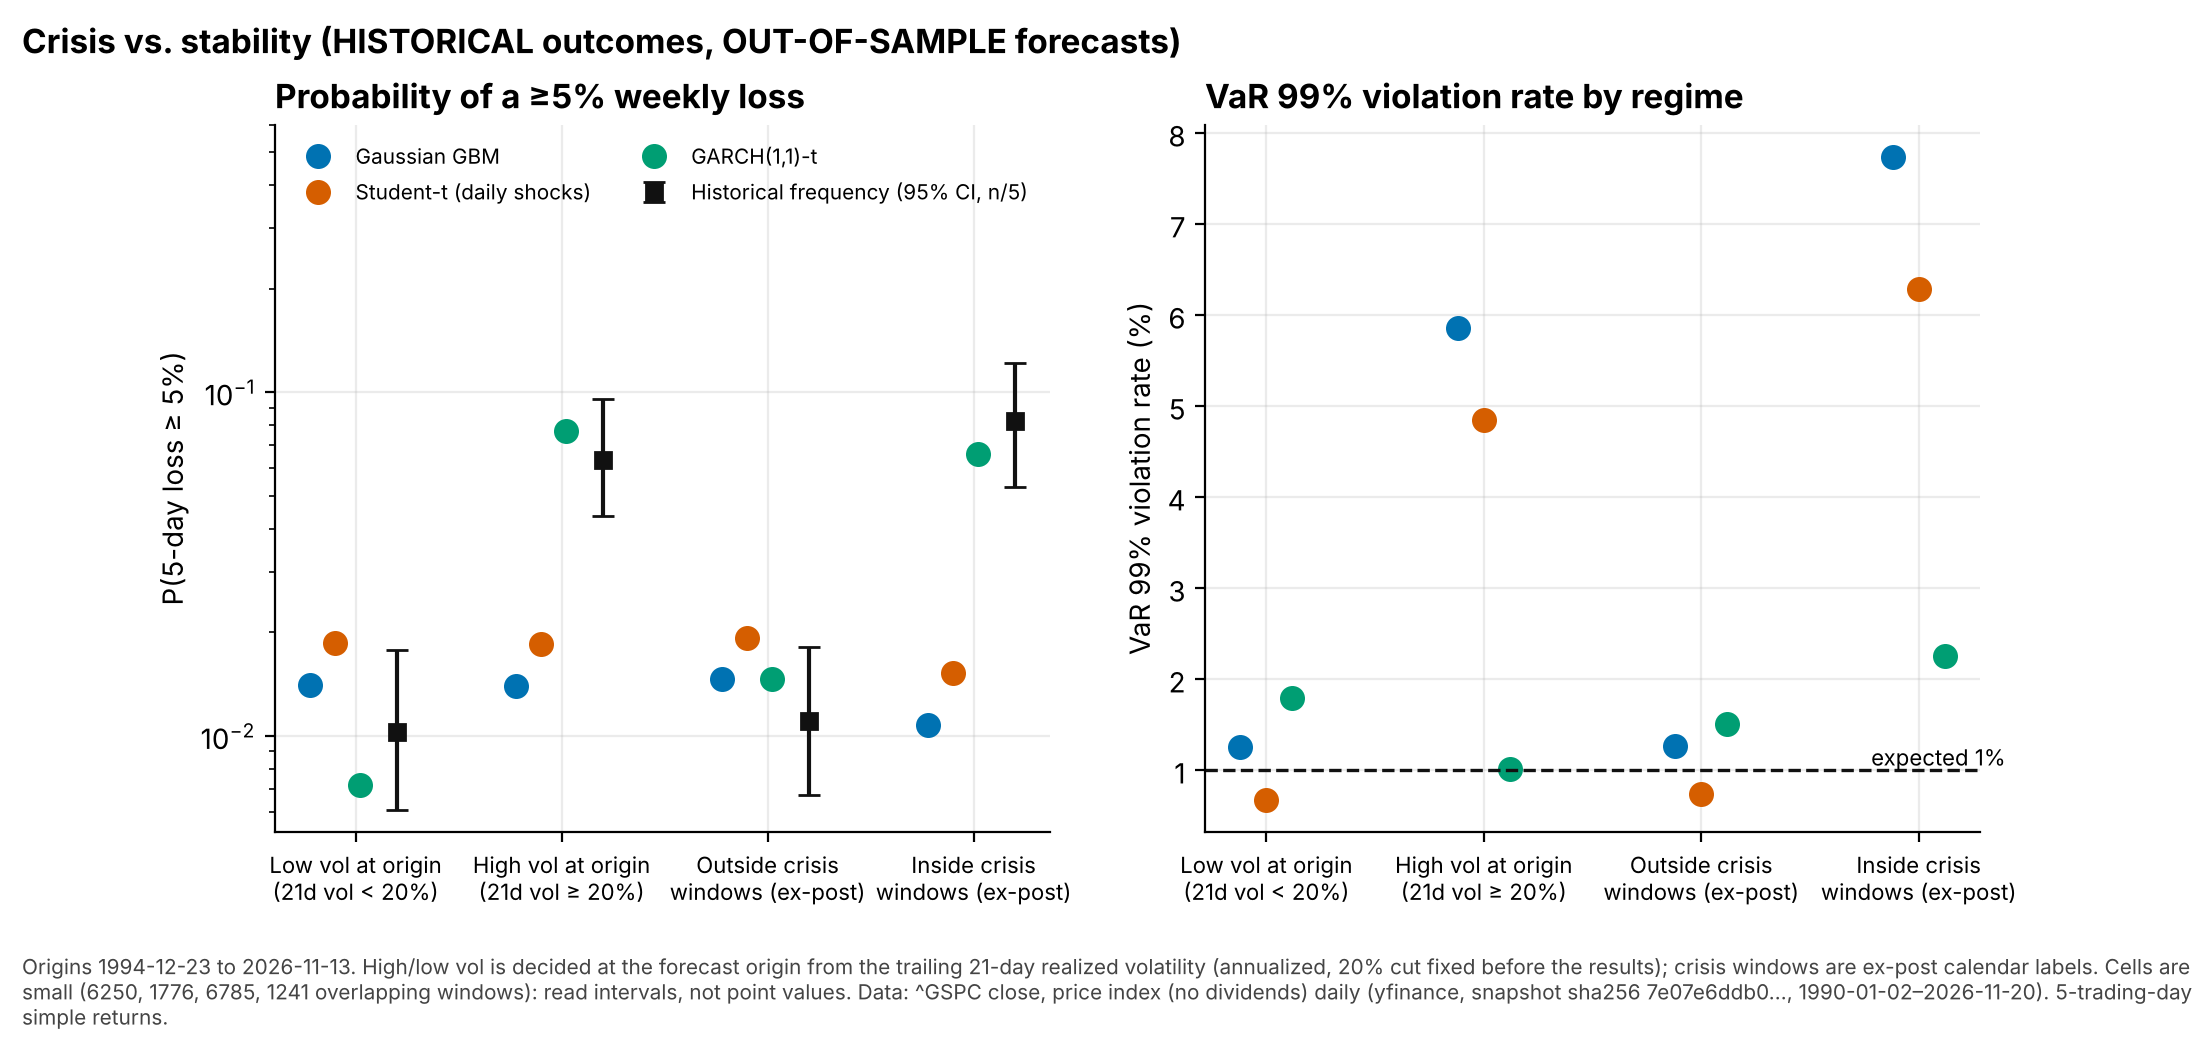 Crisis vs. stability (HISTORICAL outcomes, OUT-OF-SAMPLE forecasts)
Probability of a ≥5% weekly loss
P(5-day loss ≥ 5%)
10⁻¹
10⁻²
Gaussian GBM
Student-t (daily shocks)
GARCH(1,1)-t
Historical frequency (95% CI, n/5)
Low vol at origin
(21d vol < 20%)
High vol at origin
(21d vol ≥ 20%)
Outside crisis
windows (ex-post)
Inside crisis
windows (ex-post)
VaR 99% violation rate by regime
VaR 99% violation rate (%)
8
7
6
5
4
3
2
1
expected 1%
Low vol at origin
(21d vol < 20%)
High vol at origin
(21d vol ≥ 20%)
Outside crisis
windows (ex-post)
Inside crisis
windows (ex-post)
Origins 1994-12-23 to 2026-11-13. High/low vol is decided at the forecast origin from the trailing 21-day realized volatility (annualized, 20% cut fixed before the results); crisis windows are ex-post calendar labels. Cells are
small (6250, 1776, 6785, 1241 overlapping windows): read intervals, not point values. Data: ^GSPC close, price index (no dividends) daily (yfinance, snapshot sha256 7e07e6ddb0..., 1990-01-02–2026-11-20). 5-trading-day
simple returns.